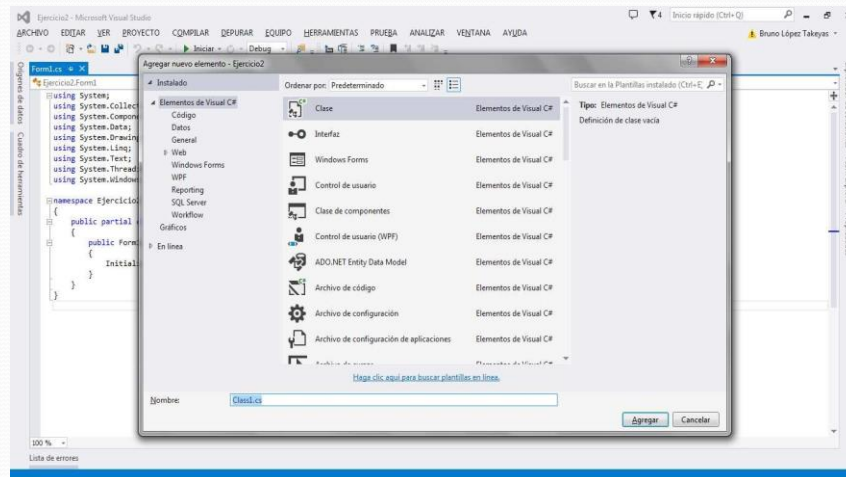 Ejercicio2 - Microsoft Visual Studio
4
Inicio rápido (Ctrl+Q)
ARCHIVO EDITAR VER PROYECTO COMPILAR DEPURAR EQUIPO HERRAMIENTAS PRUEBA ANALIZAR VENTANA AYUDA
Bruno López Takeyas
Iniciar Debug
Orígenes de datos
Cuadro de herramientas
Form1.cs
Ejercicio2.Form1
using System;
using System.Collect
using System.Compone
using System.Data;
using System.Drawin
using System.Linq;
using System.Text;
using System.Thread
using System.Window
namespace Ejercicio
{
public partial
{
public Form
{
Initial
}
}
}
Agregar nuevo elemento - Ejercicio2
Instalado
Ordenar por: Predeterminado
Buscar en la Plantillas instalado (Ctrl+E
Elementos de Visual C#
Código
Datos
General
Web
Windows Forms
WPF
Reporting
SQL Server
Workflow
Gráficos
En línea
Clase Elementos de Visual C#
Interfaz Elementos de Visual C#
Windows Forms Elementos de Visual C#
Control de usuario Elementos de Visual C#
Clase de componentes Elementos de Visual C#
Control de usuario (WPF) Elementos de Visual C#
ADO.NET Entity Data Model Elementos de Visual C#
Archivo de código Elementos de Visual C#
Archivo de configuración Elementos de Visual C#
Archivo de configuración de aplicaciones Elementos de Visual C#
Tipo: Elementos de Visual C#
Definición de clase vacía
Haga clic aquí para buscar plantillas en línea.
Nombre: Class1.cs
Agregar Cancelar
100 %
Lista de errores